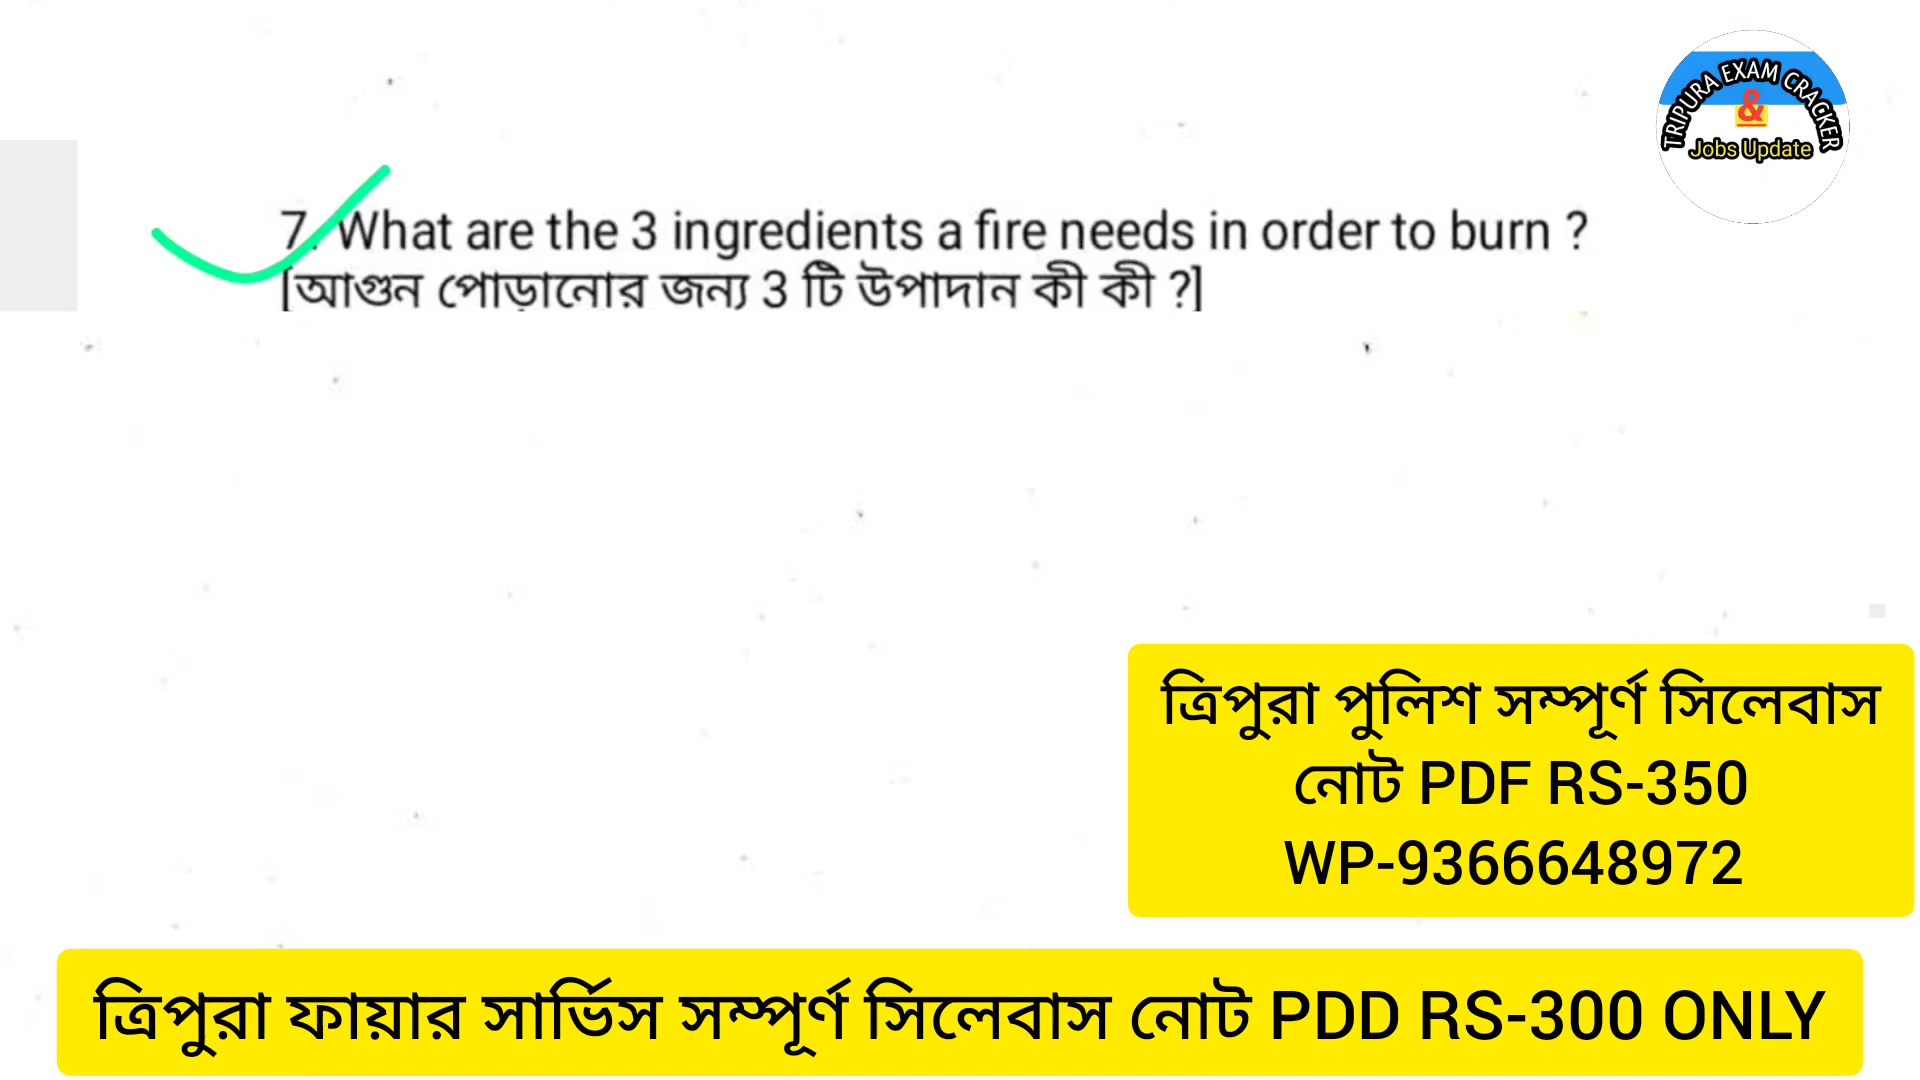 TRIPURA EXAM CRACKER
&
Jobs Update
7. What are the 3 ingredients a fire needs in order to burn ?
[আগুন পোড়ানোর জন্য 3 টি উপাদান কী কী ?]
ত্রিপুরা পুলিশ সম্পূর্ণ সিলেবাস
নোট PDF RS-350
WP-9366648972
ত্রিপুরা ফায়ার সার্ভিস সম্পূর্ণ সিলেবাস নোট PDD RS-300 ONLY